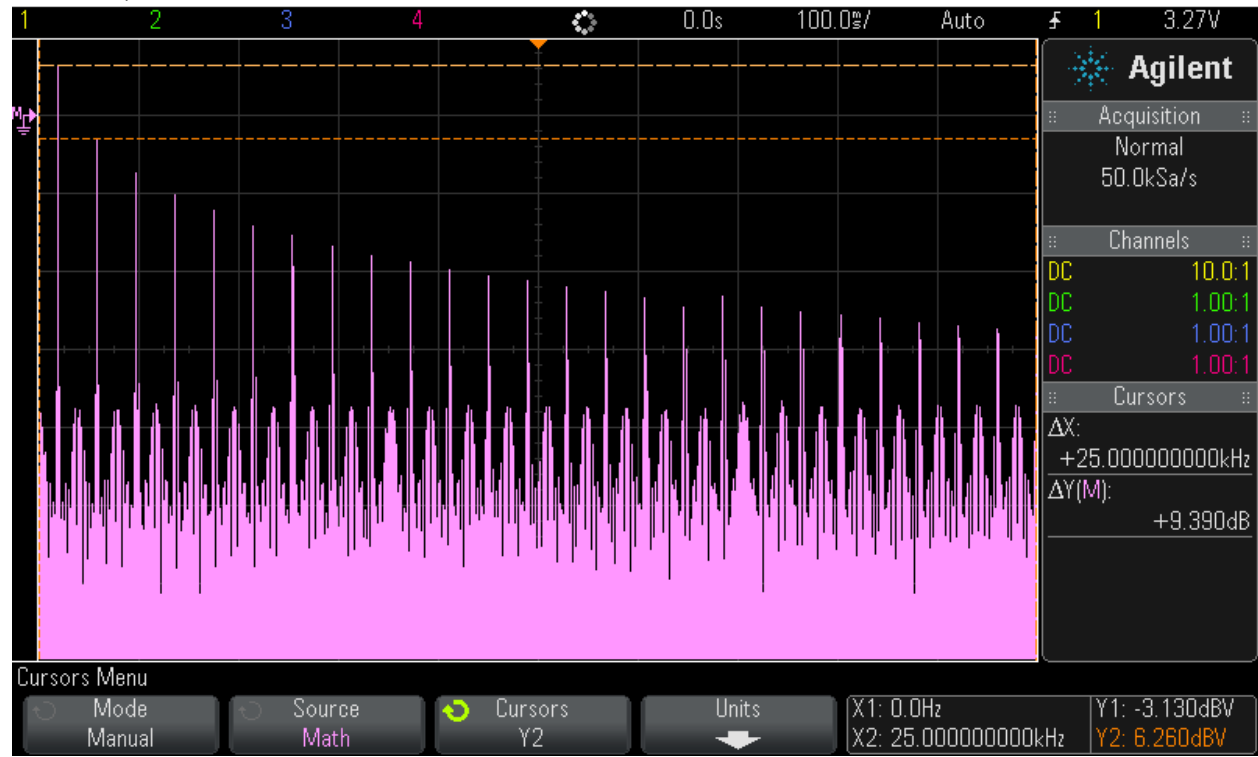 1 2 3 4 0.0s 100.0ms/ Auto 1 3.27V
Agilent
Acquisition
Normal
50.0kSa/s
Channels
DC 10.0:1
DC 1.00:1
DC 1.00:1
DC 1.00:1
Cursors
ΔX:
+25.000000000kHz
ΔY(M):
+9.390dB
M
Cursors Menu
Mode
Manual
Source
Math
Cursors
Y2
Units
X1: 0.0Hz
X2: 25.000000000kHz
Y1: -3.130dBV
Y2: 6.260dBV